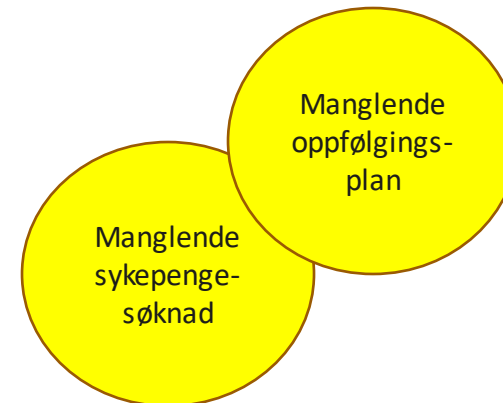 Manglende
oppfølgings-
plan
Manglende
sykepenge-
søknad